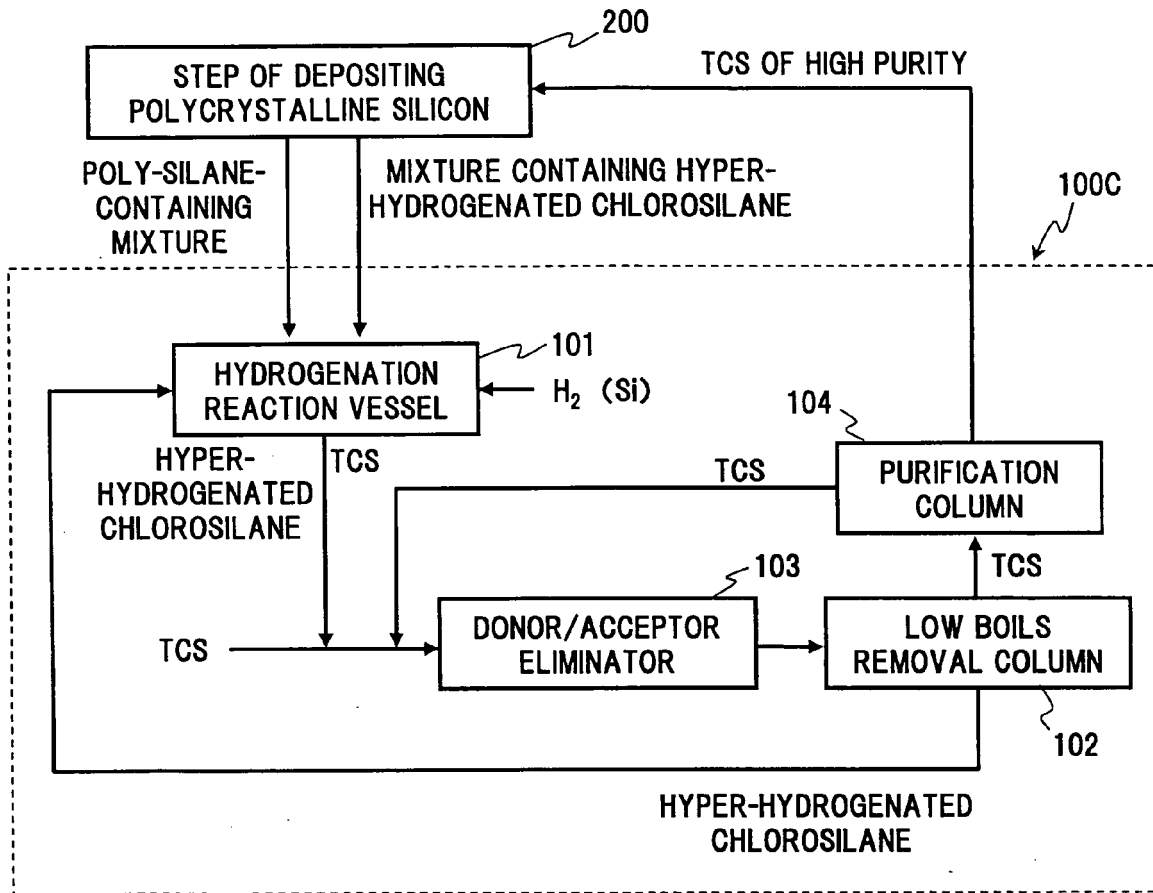 200
STEP OF DEPOSITING
POLYCRYSTALLINE SILICON
TCS OF HIGH PURITY
POLY-SILANE-
CONTAINING
MIXTURE
MIXTURE CONTAINING HYPER-
HYDROGENATED CHLOROSILANE
100C
101
HYDROGENATION
REACTION VESSEL
H₂ (Si)
HYPER-
HYDROGENATED
CHLOROSILANE
TCS
104
PURIFICATION
COLUMN
TCS
TCS
103
TCS
DONOR/ACCEPTOR
ELIMINATOR
LOW BOILS
REMOVAL COLUMN
102
HYPER-HYDROGENATED
CHLOROSILANE